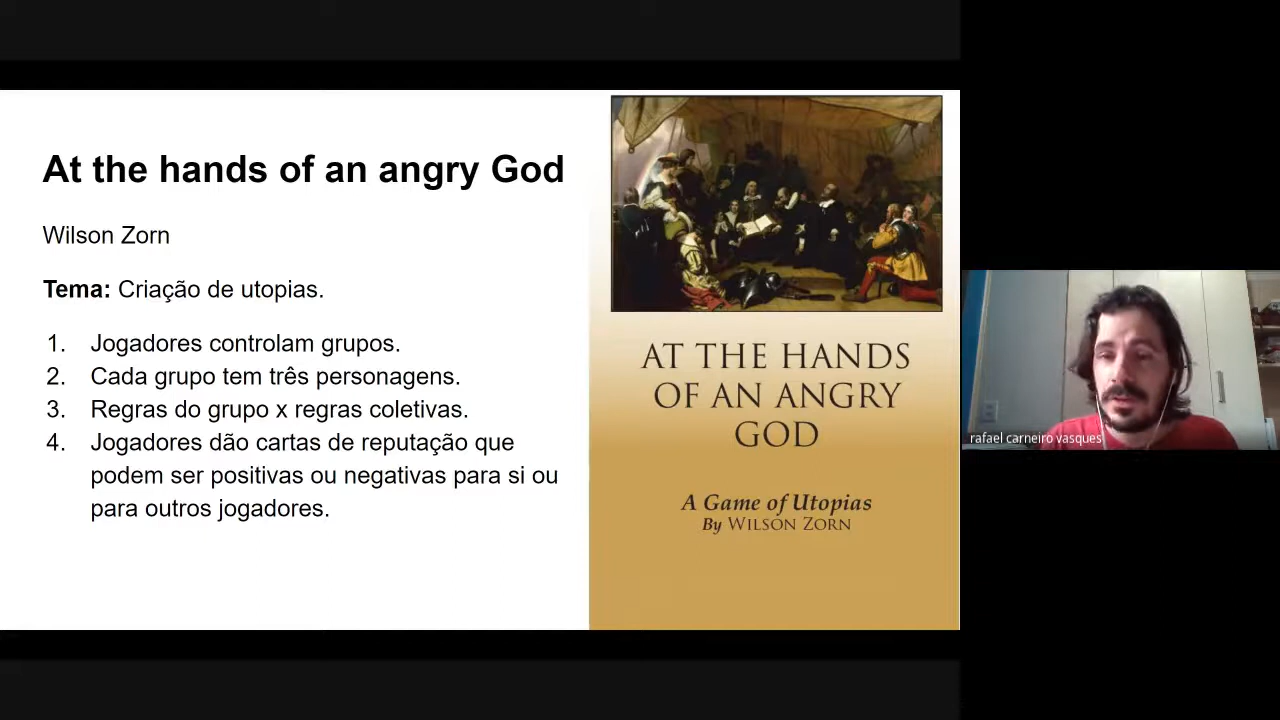 At the hands of an angry God
Wilson Zorn
Tema: Criação de utopias.
1. Jogadores controlam grupos.
2. Cada grupo tem três personagens.
3. Regras do grupo x regras coletivas.
4. Jogadores dão cartas de reputação que
podem ser positivas ou negativas para si ou
para outros jogadores.
AT THE HANDS
OF AN ANGRY
GOD
A Game of Utopias
By WILSON ZORN
rafael carneiro vasques